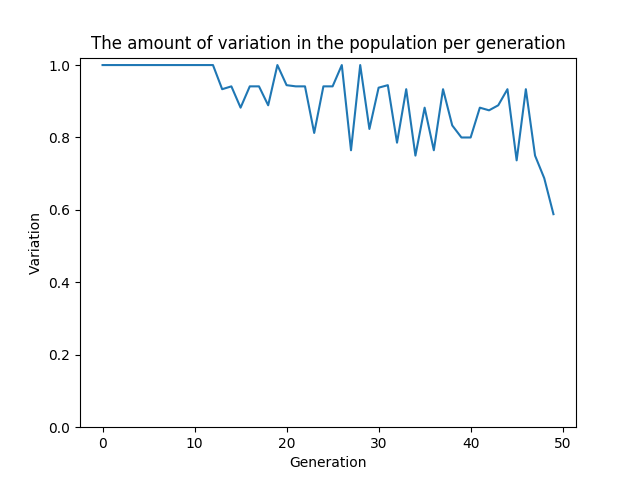 The amount of variation in the population per generation
1.0
0.8
0.6
0.4
0.2
0.0
Variation
0 10 20 30 40 50
Generation